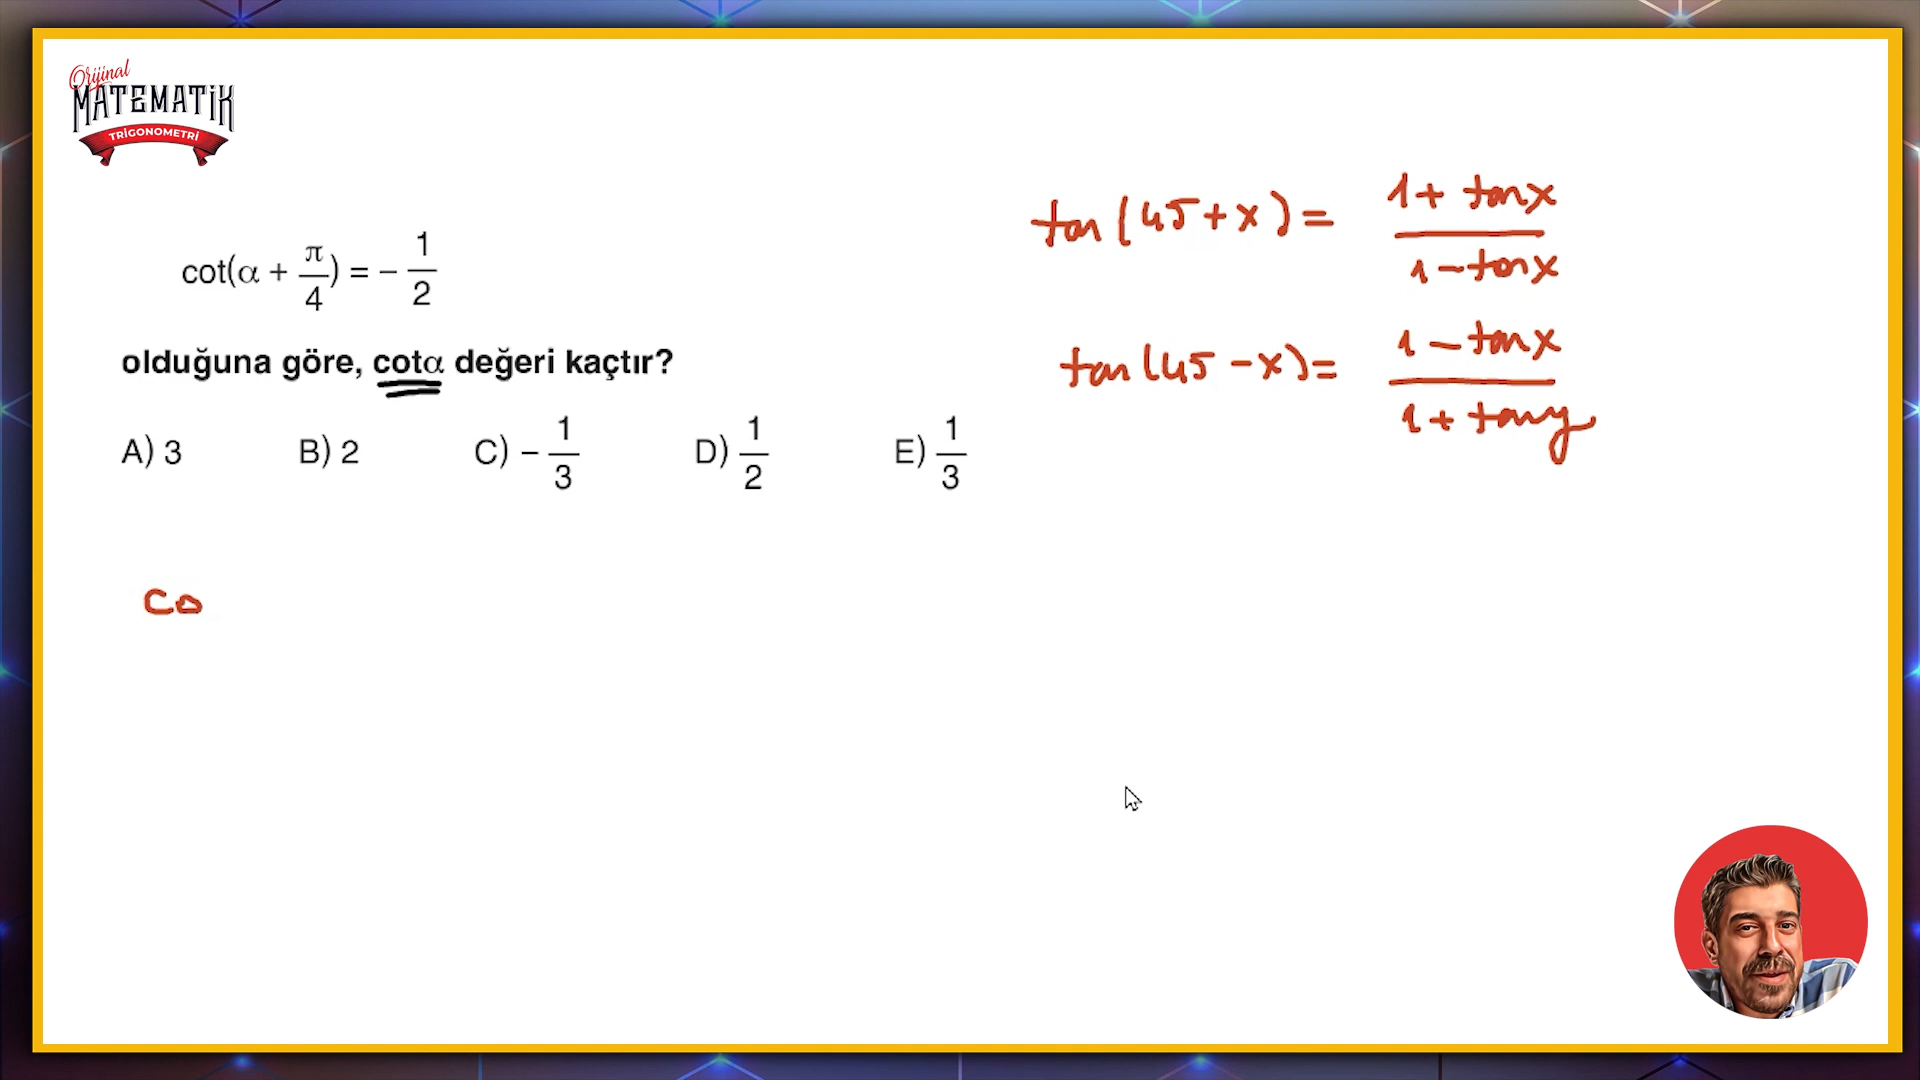 Orijinal
MATEMATİK
TRİGONOMETRİ
cot(α + π/4) = – 1/2
olduğuna göre, cotα değeri kaçtır?
A) 3 B) 2 C) – 1/3 D) 1/2 E) 1/3
tan(45+x) = 1+tanx / 1-tanx
tan(45-x) = 1-tanx / 1+tany
co